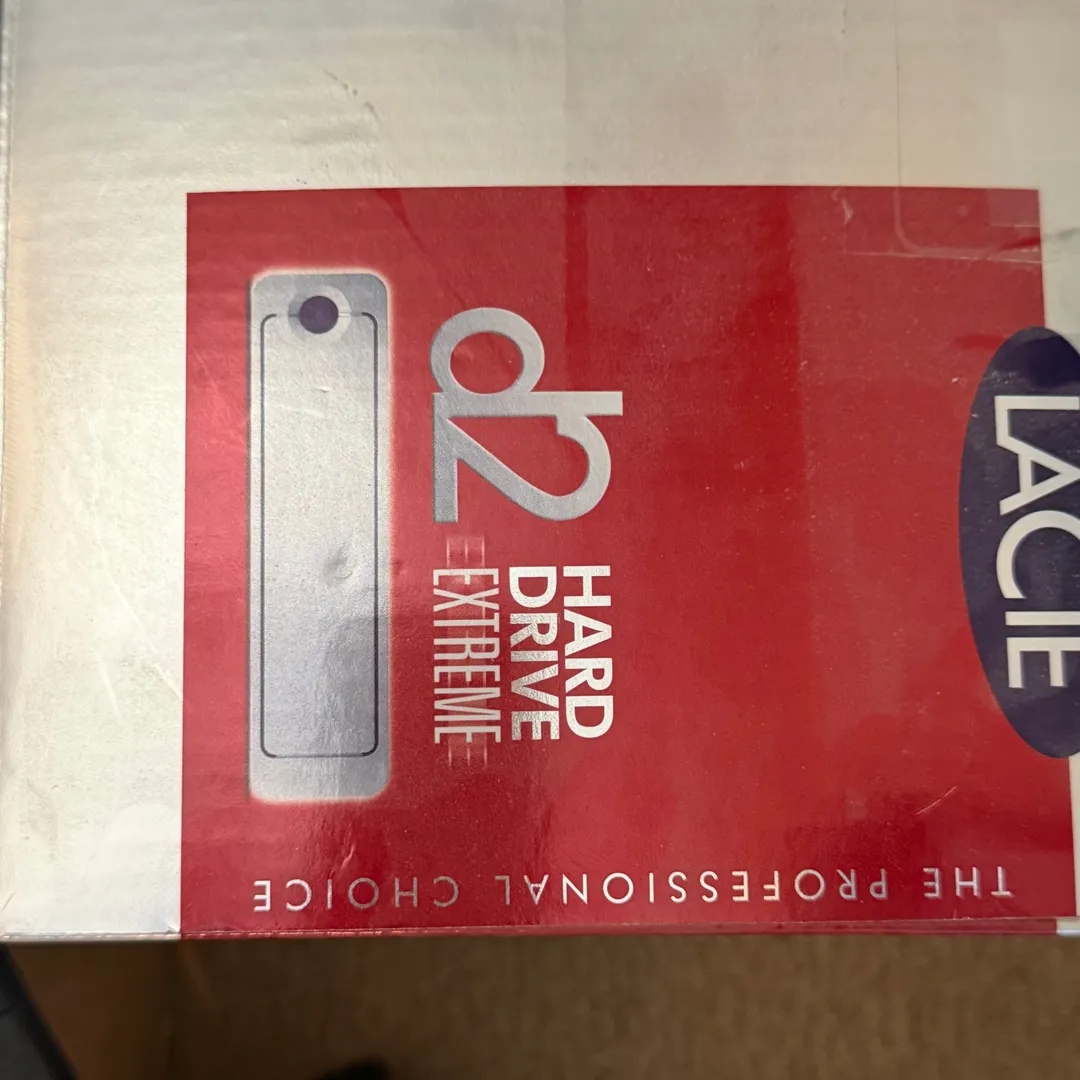 LACIE
d2
HARD
DRIVE
EXTREME
THE PROFESSIONAL CHOICE